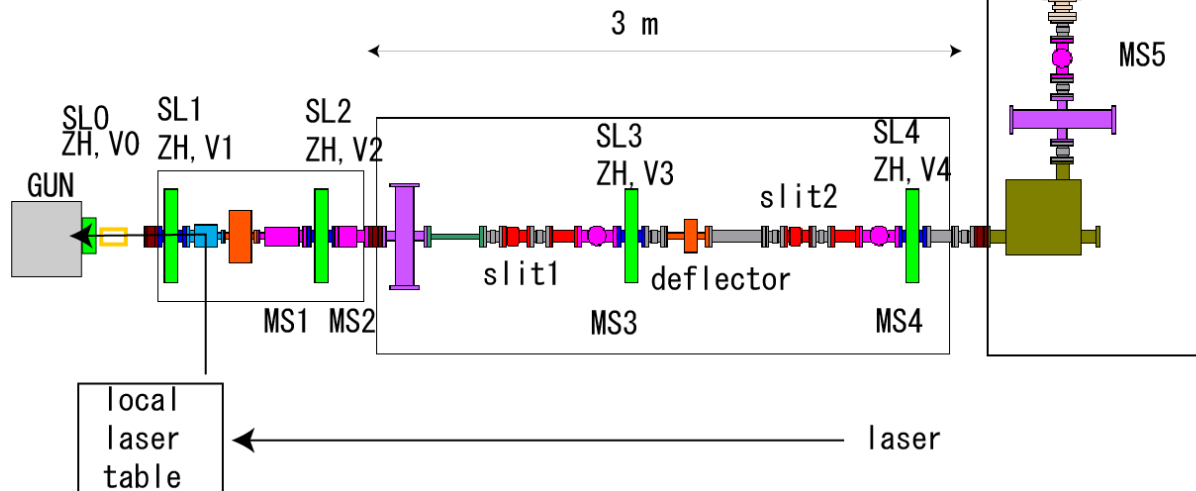 3 m
MS5
SL0
ZH, V0
SL1
ZH, V1
SL2
ZH, V2
SL3
ZH, V3
SL4
ZH, V4
GUN
slit2
slit1
deflector
MS1
MS2
MS3
MS4
local
laser
table
laser